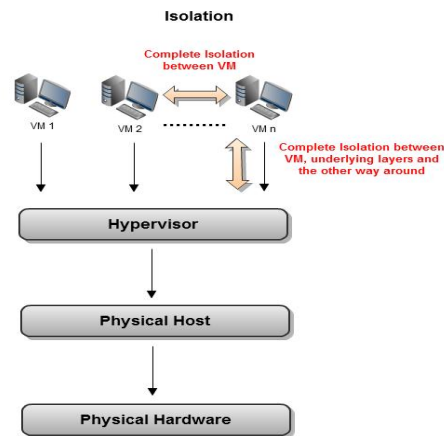 Isolation
Complete Isolation
between VM
VM 1
VM 2
VM n
Complete Isolation between
VM, underlying layers and
the other way around
Hypervisor
Physical Host
Physical Hardware